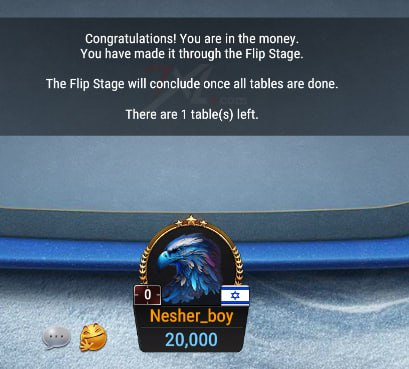 Congratulations! You are in the money.
You have made it through the Flip Stage.
The Flip Stage will conclude once all tables are done.
There are 1 table(s) left.
0
Nesher_boy
20,000